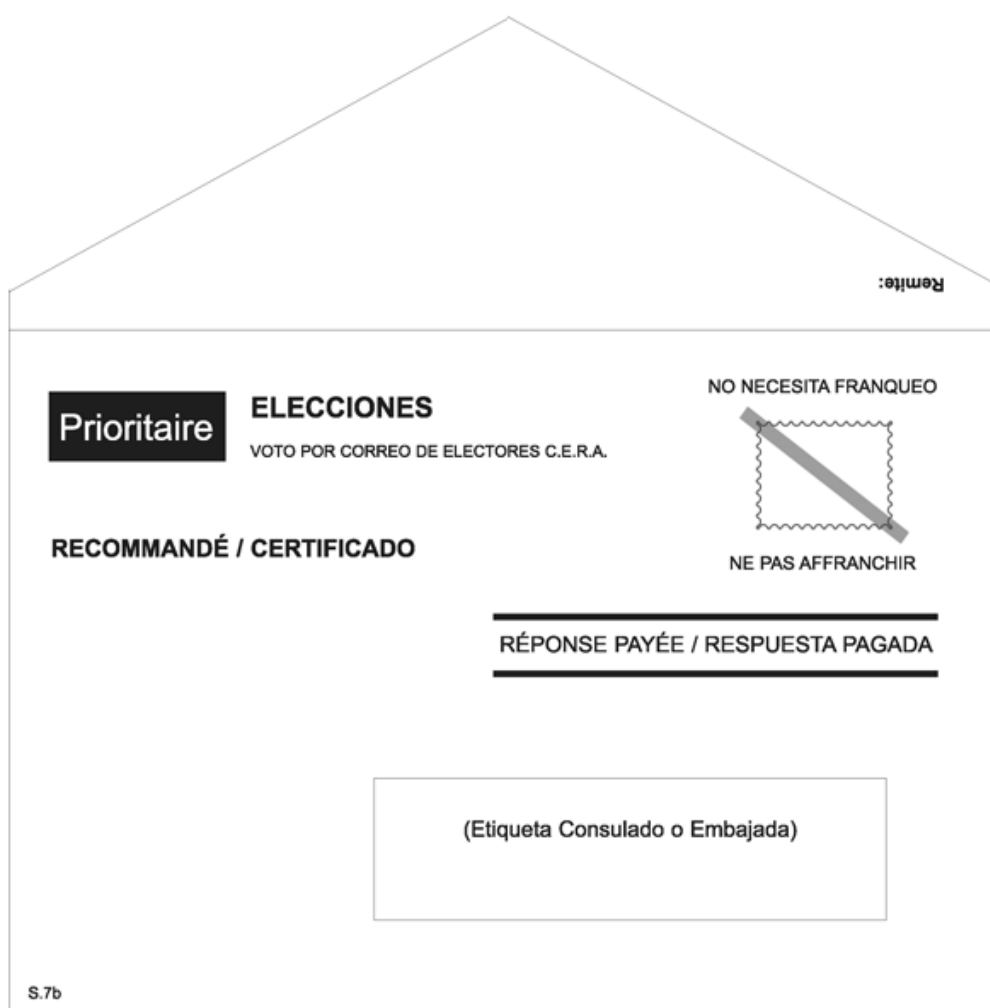 Remite:
Prioritaire
ELECCIONES
VOTO POR CORREO DE ELECTORES C.E.R.A.
NO NECESITA FRANQUEO
NE PAS AFFRANCHIR
RECOMMANDÉ / CERTIFICADO
RÉPONSE PAYÉE / RESPUESTA PAGADA
(Etiqueta Consulado o Embajada)
S.7b